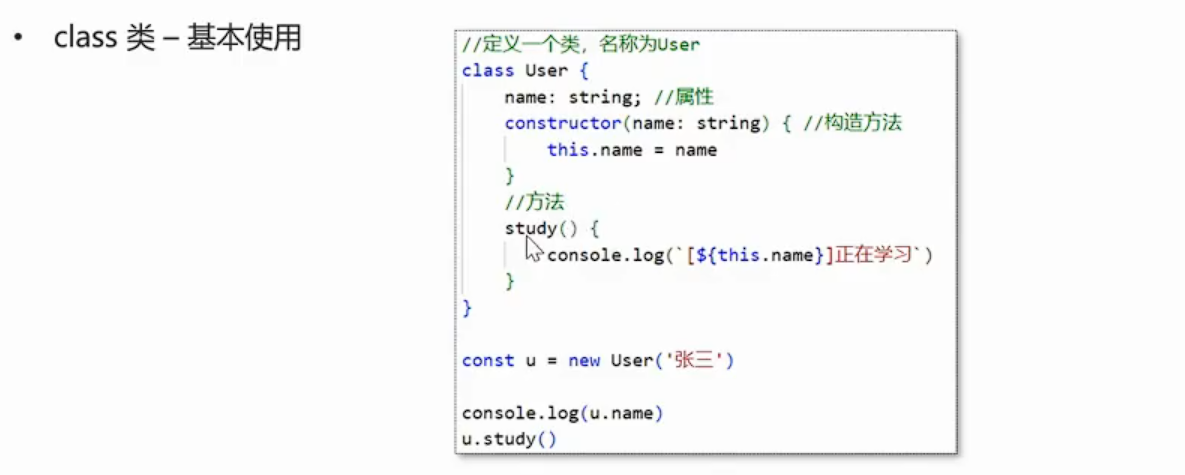 • class 类 – 基本使用
//定义一个类，名称为User
class User {
    name: string; //属性
    constructor(name: string) { //构造方法
        this.name = name
    }
    //方法
    study() {
        console.log(`[${this.name}]正在学习`)
    }
}
const u = new User('张三')
console.log(u.name)
u.study()